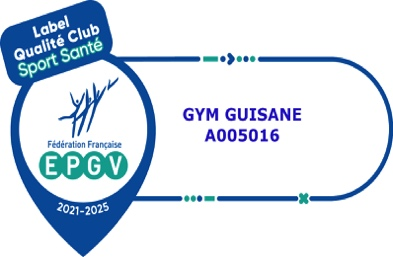 Label
Qualité Club
Sport Santé
Fédération Française
EPGV
2021-2025
GYM GUISANE
A005016